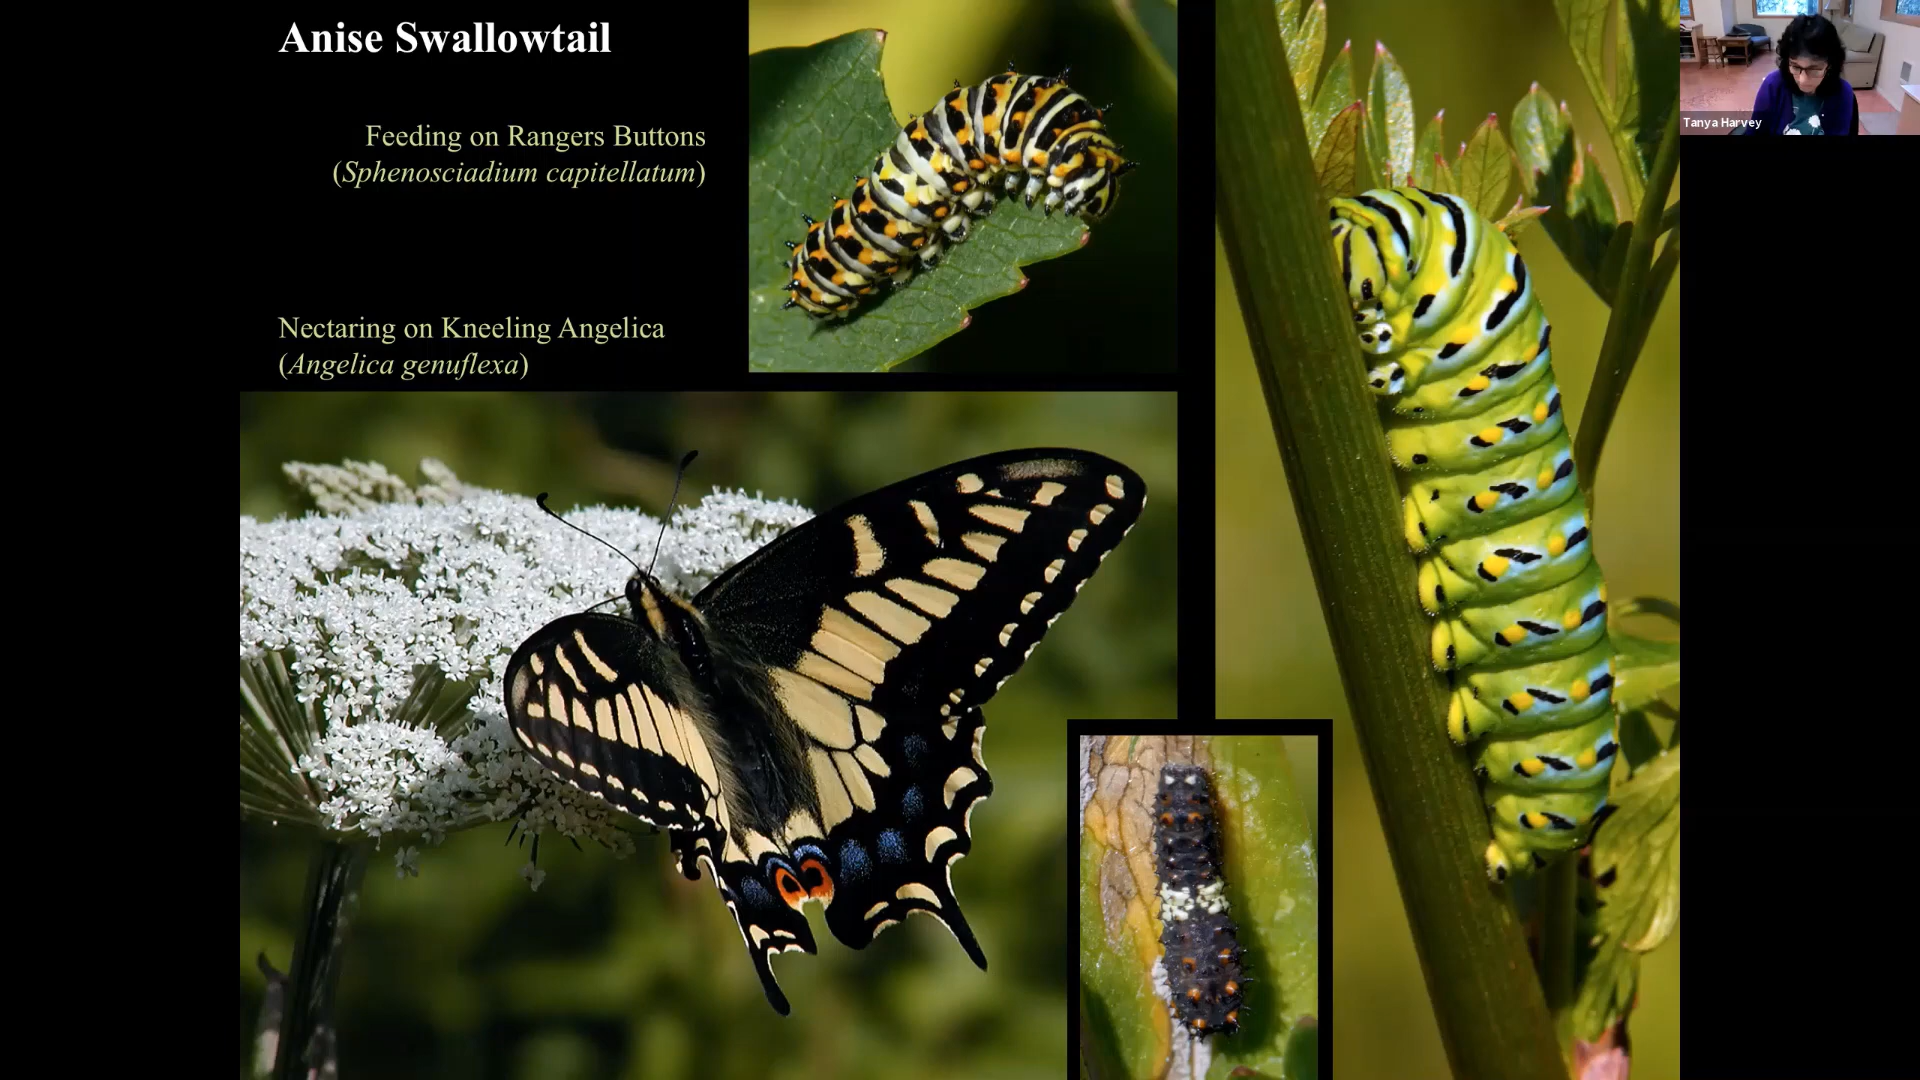 Anise Swallowtail
Feeding on Rangers Buttons
(Sphenosciadium capitellatum)
Nectaring on Kneeling Angelica
(Angelica genuflexa)
Tanya Harvey